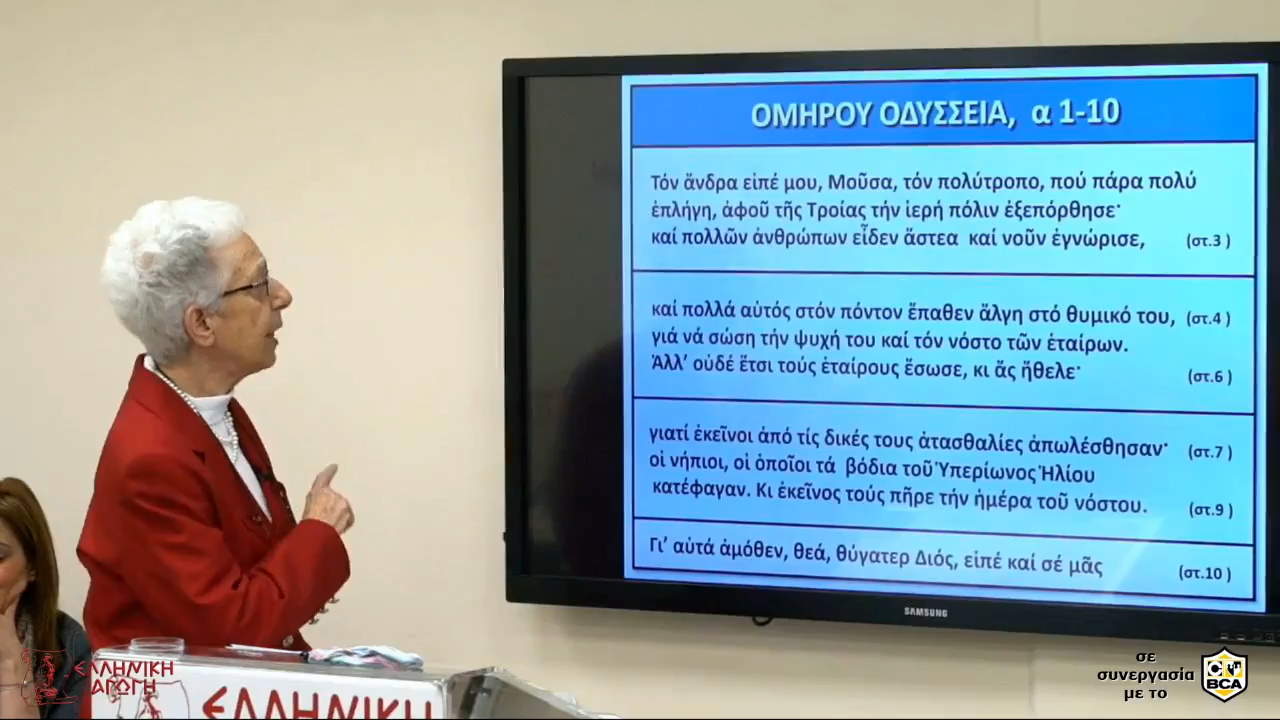 ΟΜΗΡΟΥ ΟΔΥΣΣΕΙΑ, α 1-10
Τόν ἄνδρα εἰπέ μου, Μοῦσα, τόν πολύτροπο, πού πάρα πολύ
ἐπλήγη, ἀφοῦ τῆς Τροίας τήν ἱερή πόλιν ἐξεπόρθησε·
καί πολλῶν ἀνθρώπων εἶδεν ἄστεα καί νοῦν ἐγνώρισε, (στ.3 )
καί πολλά αὐτός στόν πόντον ἔπαθεν ἄλγη στό θυμικό του, (στ.4 )
γιά νά σώση τήν ψυχή του καί τόν νόστο τῶν ἑταίρων.
Ἀλλ’ οὐδέ ἔτσι τούς ἑταίρους ἔσωσε, κι ἄς ἤθελε· (στ.6 )
γιατί ἐκεῖνοι ἀπό τίς δικές τους ἀτασθαλίες ἀπωλέσθησαν· (στ.7 )
οἱ νήπιοι, οἱ ὁποῖοι τά βόδια τοῦ Ὑπερίωνος Ἡλίου
κατέφαγαν. Κι ἐκεῖνος τούς πῆρε τήν ἡμέρα τοῦ νόστου. (στ.9 )
Γι’ αὐτά ἀμόθεν, θεά, θύγατερ Διός, εἰπέ καί σέ μᾶς (στ.10 )
SAMSUNG
σε
συνεργασία
με το
BCA
ΕΛΛΗΝΙΚΗ
ΑΓΩΓΗ
ΕΛΛΗΝΙΚΗ